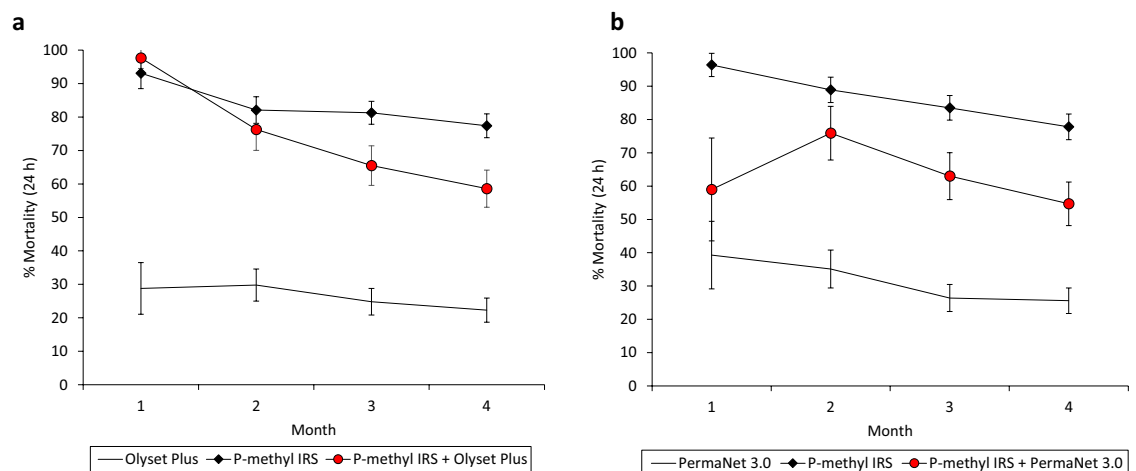 a
% Mortality (24 h)
100
90
80
70
60
50
40
30
20
10
0
1 2 3 4
Month
Olyset Plus P-methyl IRS P-methyl IRS + Olyset Plus
b
% Mortality (24 h)
100
90
80
70
60
50
40
30
20
10
0
1 2 3 4
Month
PermaNet 3.0 P-methyl IRS P-methyl IRS + PermaNet 3.0